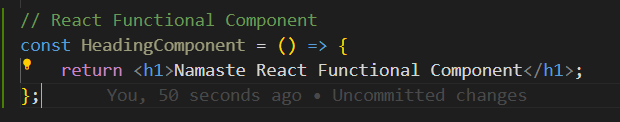 // React Functional Component
const HeadingComponent = () => {
    return <h1>Namaste React Functional Component</h1>;
};        You, 50 seconds ago • Uncommitted changes